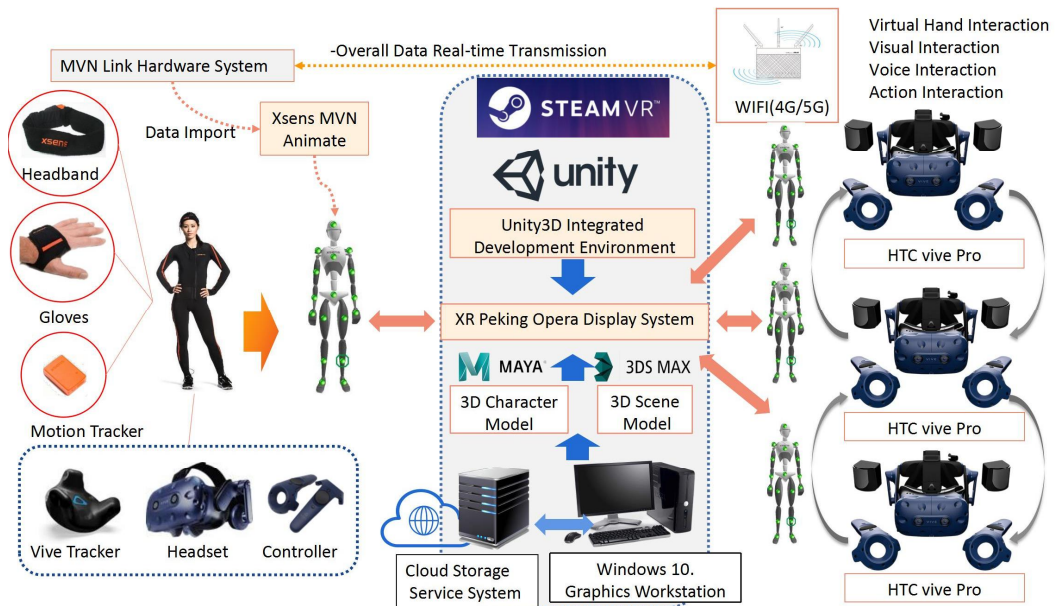 -Overall Data Real-time Transmission
MVN Link Hardware System
Data Import
Xsens MVN
Animate
xsens
Headband
Gloves
Motion Tracker
Vive Tracker
Headset
Controller
STEAMVR™
unity
Unity3D Integrated
Development Environment
XR Peking Opera Display System
MAYA®
3DS MAX
3D Character
Model
3D Scene
Model
Cloud Storage
Service System
Windows 10.
Graphics Workstation
WIFI(4G/5G)
Virtual Hand Interaction
Visual Interaction
Voice Interaction
Action Interaction
HTC vive Pro
HTC vive Pro
HTC vive Pro